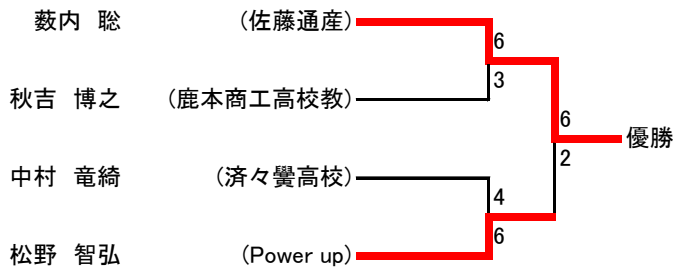 薮内 聡 (佐藤通産)
6
3
秋吉 博之 (鹿本商工高校教)
6
優勝
2
中村 竜綺 (済々黌高校)
4
6
松野 智弘 (Power up)